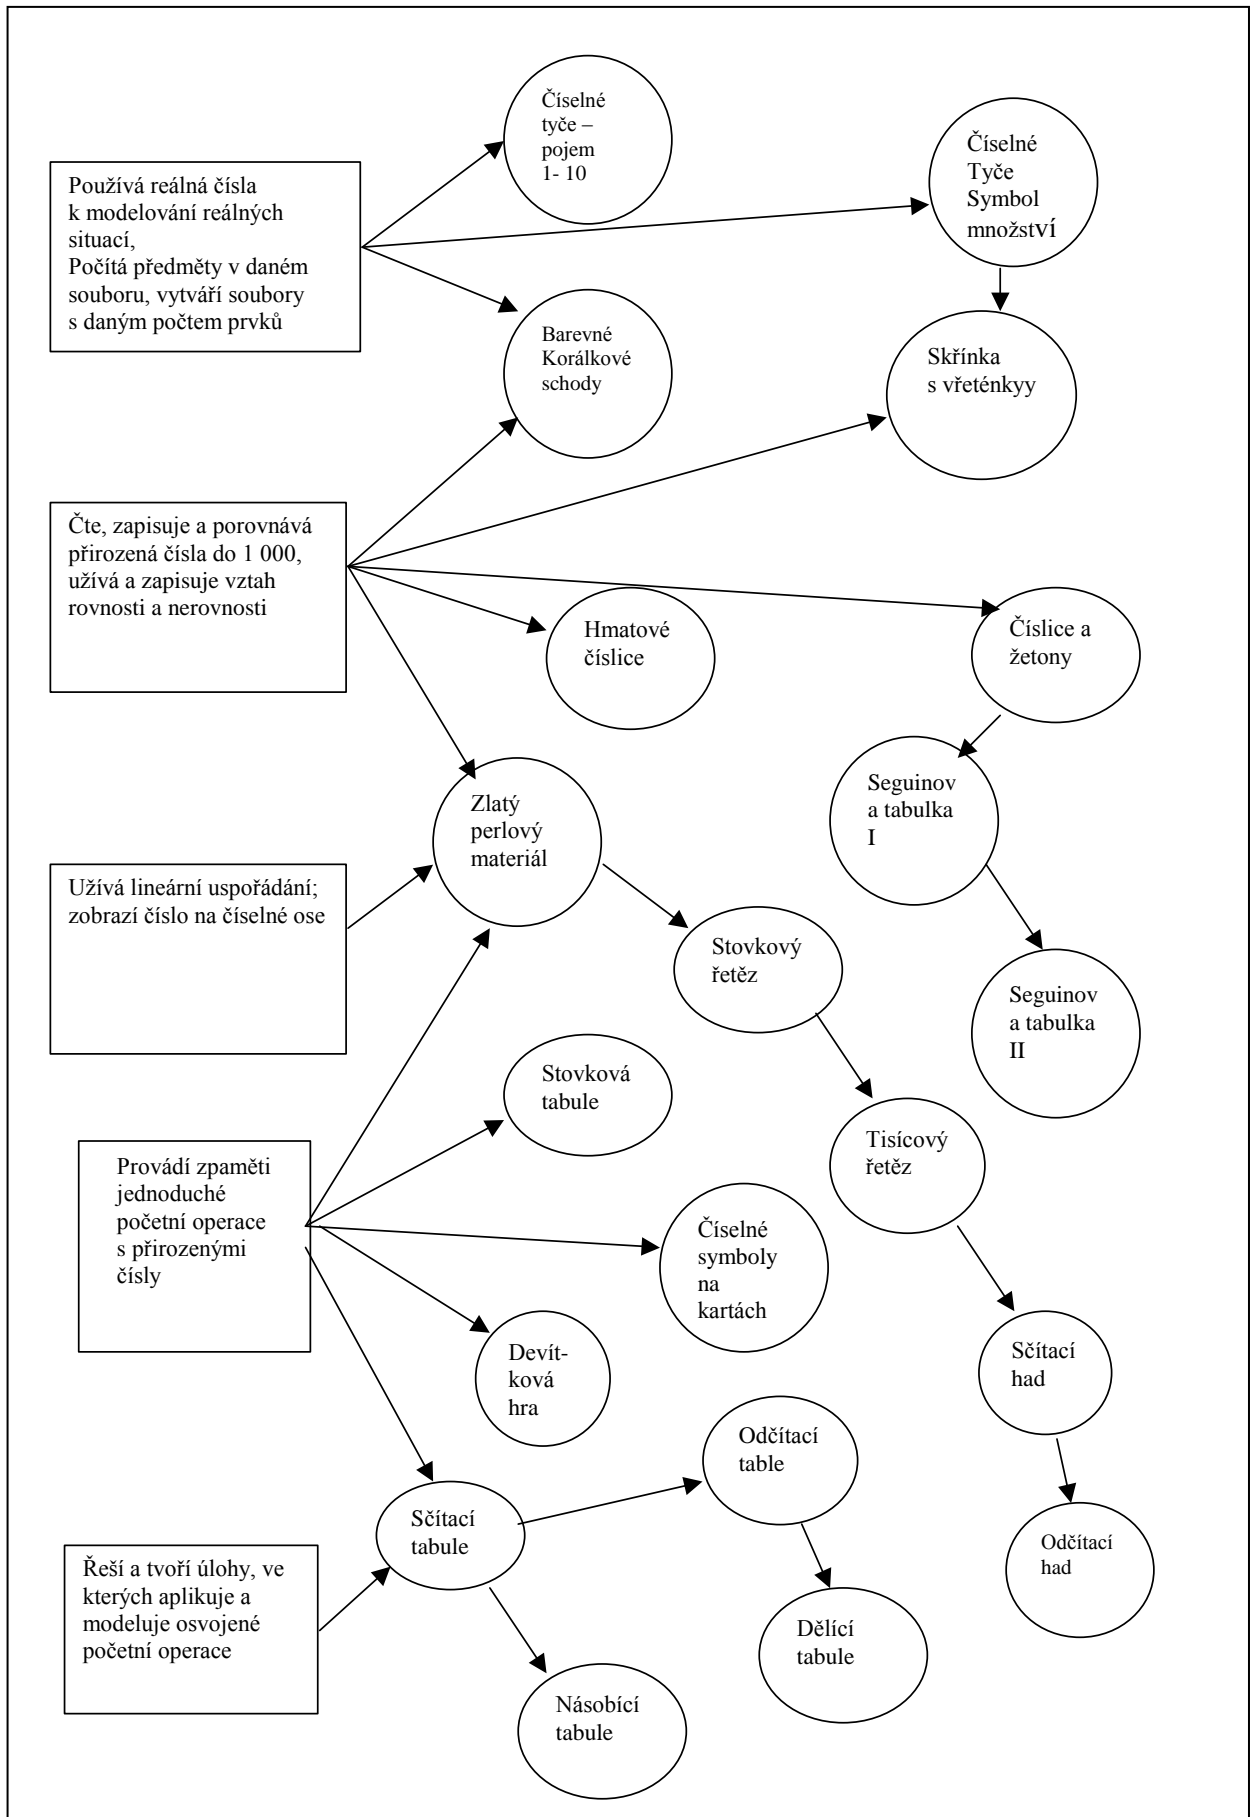 Číselné
tyče –
pojem
1- 10
Číselné
Tyče
Symbol
množství
Používá reálná čísla
k modelování reálných
situací,
Počítá předměty v daném
souboru, vytváří soubory
s daným počtem prvků
Barevné
Korálkové
schody
Skřínka
s vřeténkyy
Čte, zapisuje a porovnává
přirozená čísla do 1 000,
užívá a zapisuje vztah
rovnosti a nerovnosti
Hmatové
číslice
Číslice a
žetony
Zlatý
perlový
materiál
Seguinov
a tabulka
I
Užívá lineární uspořádání;
zobrazí číslo na číselné ose
Stovkový
řetěz
Seguinov
a tabulka
II
Stovková
tabule
Tisícový
řetěz
Provádí zpaměti
jednoduché
početní operace
s přirozenými
čísly
Číselné
symboly
na
kartách
Devít-
ková
hra
Sčítací
had
Odčítací
table
Sčítací
tabule
Odčítací
had
Řeší a tvoří úlohy, ve
kterých aplikuje a
modeluje osvojené
početní operace
Dělící
tabule
Násobící
tabule